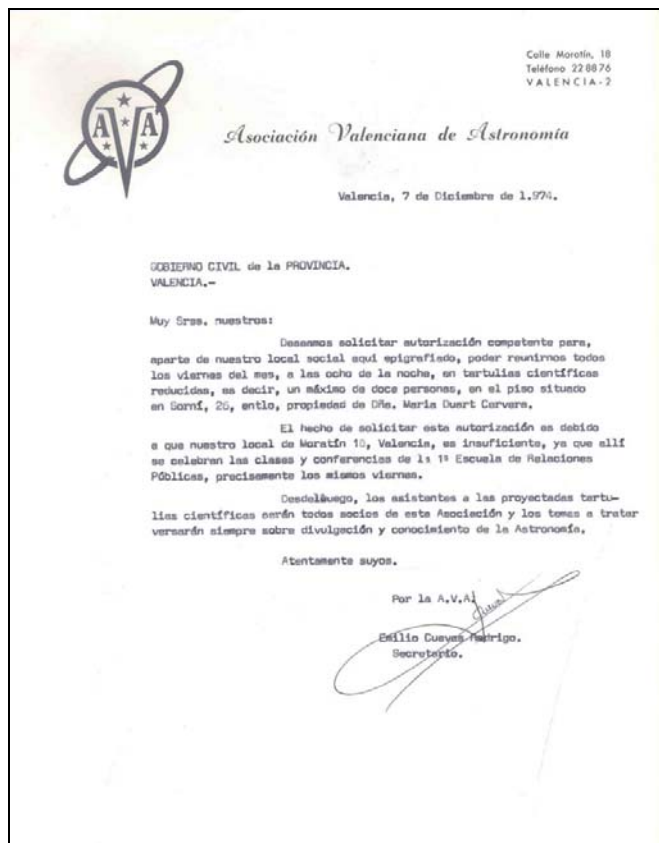 Calle Moratín, 18
Teléfono 228876
VALENCIA-2
AVA
Asociación Valenciana de Astronomía
Valencia, 7 de Diciembre de 1.974.
GOBIERNO CIVIL de la PROVINCIA.
VALENCIA.-
Muy Sres. nuestros:
Deseamos solicitar autorización competente para,
aparte de nuestro local social aquí epigrafiado, poder reunirnos todos
los viernes del mes, a las ocho de la noche, en tertulias científicas
reducidas, es decir, un máximo de doce personas, en el piso situado
en Sorní, 26, entlo, propiedad de Dña. Maria Duart Cervera.
El hecho de solicitar esta autorización es debido
a que nuestro local de Moratín 18, Valencia, es insuficiente, ya que allí
se celebran las clases y conferencias de la 1ª Escuela de Relaciones
Públicas, precisamente los mismos viernes.
Desdeluego, los asistentes a las proyectadas tertu-
lias científicas serán todos socios de esta Asociación y los temas a tratar
versarán siempre sobre divulgación y conocimiento de la Astronomía.
Atentamente suyos.
Por la A.V.A.
Emilio Cuevas Rodrigo.
Secretario.